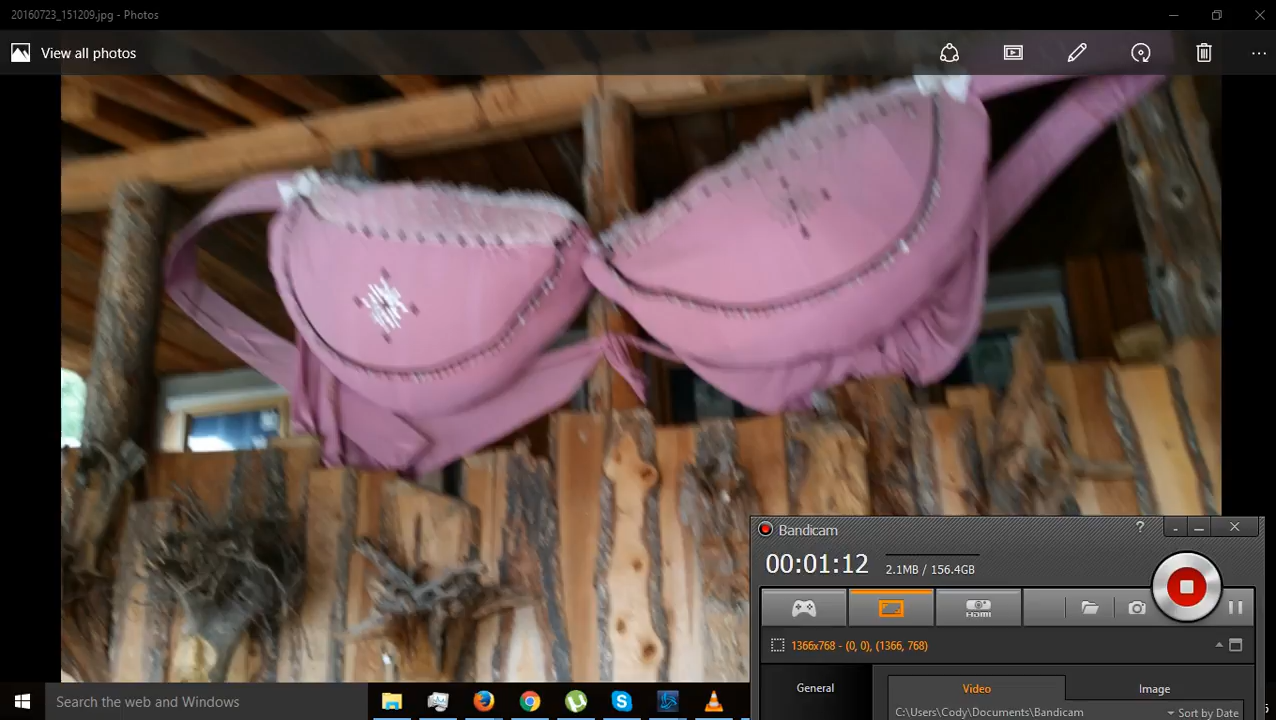 20160723_151209.jpg - Photos
View all photos
Bandicam
?
00:01:12
2.1MB / 156.4GB
HDMI
1366x768 - (0, 0), (1366, 768)
General
Video
Image
C:\Users\Cody\Documents\Bandicam
Sort by Date
Search the web and Windows